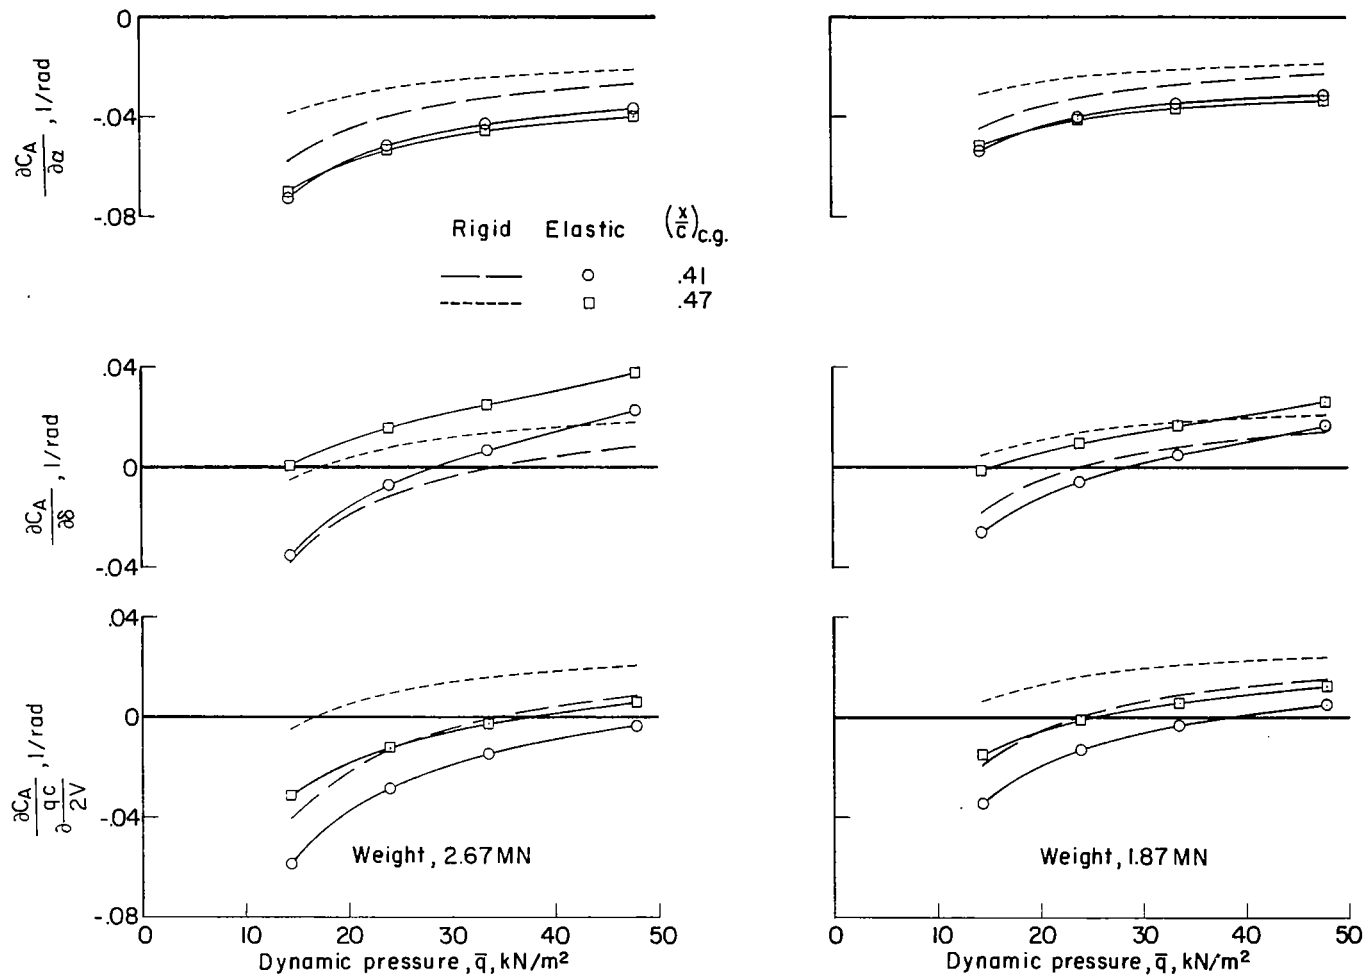 0
-.04
-.08
∂C_A/∂α, 1/rad
Rigid Elastic (x/c)c.g.
.41
.47
.04
0
-.04
∂C_A/∂δ, 1/rad
.04
0
-.04
-.08
∂C_A/∂(qc/2V), 1/rad
Weight, 2.67 MN
0 10 20 30 40 50
Dynamic pressure, q̅, kN/m²
Weight, 1.87 MN
0 10 20 30 40 50
Dynamic pressure, q̅, kN/m²